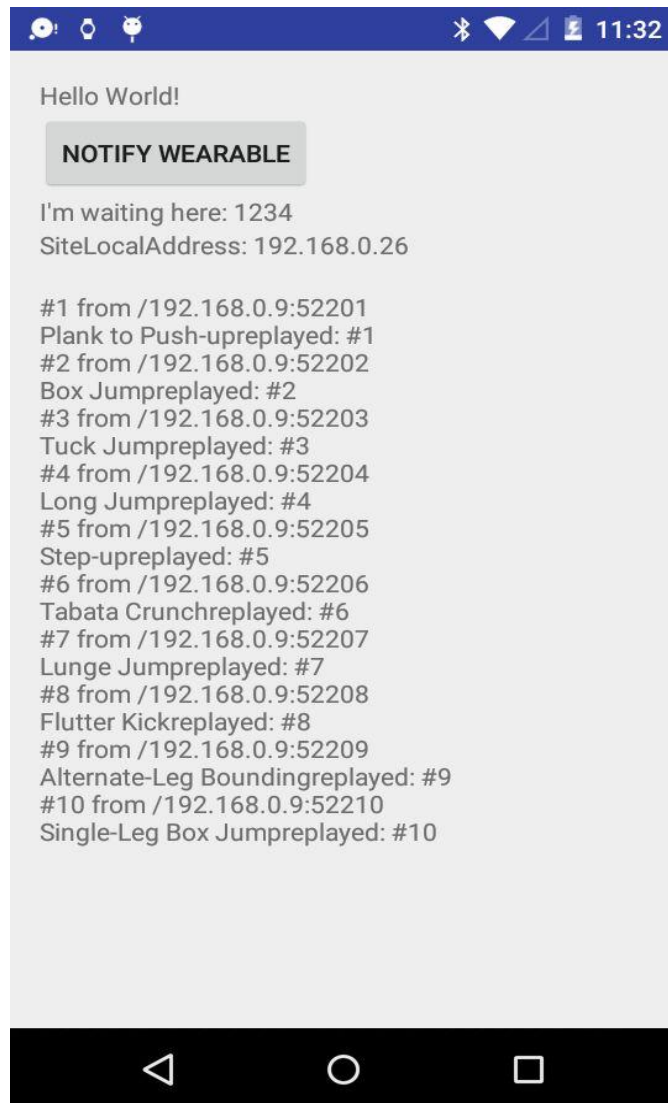 11:32
Hello World!
NOTIFY WEARABLE
I'm waiting here: 1234
SiteLocalAddress: 192.168.0.26
#1 from /192.168.0.9:52201
Plank to Push-upreplayed: #1
#2 from /192.168.0.9:52202
Box Jumpreplayed: #2
#3 from /192.168.0.9:52203
Tuck Jumpreplayed: #3
#4 from /192.168.0.9:52204
Long Jumpreplayed: #4
#5 from /192.168.0.9:52205
Step-upreplayed: #5
#6 from /192.168.0.9:52206
Tabata Crunchreplayed: #6
#7 from /192.168.0.9:52207
Lunge Jumpreplayed: #7
#8 from /192.168.0.9:52208
Flutter Kickreplayed: #8
#9 from /192.168.0.9:52209
Alternate-Leg Boundingreplayed: #9
#10 from /192.168.0.9:52210
Single-Leg Box Jumpreplayed: #10